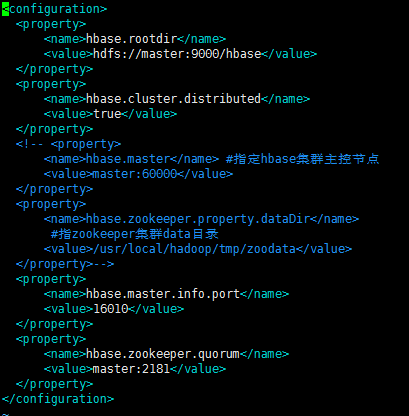 <configuration>
<property>
<name>hbase.rootdir</name>
<value>hdfs://master:9000/hbase</value>
</property>
<property>
<name>hbase.cluster.distributed</name>
<value>true</value>
</property>
<!-- <property>
<name>hbase.master</name> #指定hbase集群主控节点
<value>master:60000</value>
</property>
<property>
<name>hbase.zookeeper.property.dataDir</name>
#指zookeeper集群data目录
<value>/usr/local/hadoop/tmp/zoodata</value>
</property>-->
<property>
<name>hbase.master.info.port</name>
<value>16010</value>
</property>
<property>
<name>hbase.zookeeper.quorum</name>
<value>master:2181</value>
</property>
</configuration>
~